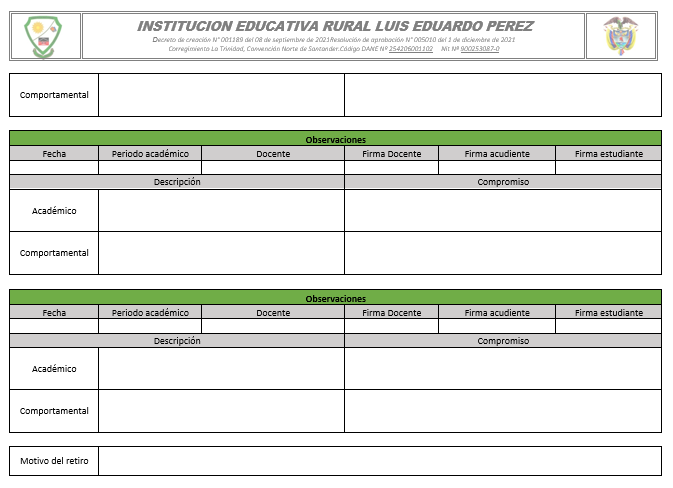 INSTITUCION EDUCATIVA RURAL LUIS EDUARDO PEREZ
Decreto de creación N° 001189 del 08 de septiembre de 2021Resolución de aprobación N° 005010 del 1 de diciembre de 2021
Corregimiento La Trinidad, Convención Norte de Santander.Código DANE Nº 254206001102 Nit Nº 900253087-0
Comportamental
Observaciones
Fecha Periodo académico Docente Firma Docente Firma acudiente Firma estudiante
Descripción Compromiso
Académico
Comportamental
Observaciones
Fecha Periodo académico Docente Firma Docente Firma acudiente Firma estudiante
Descripción Compromiso
Académico
Comportamental
Motivo del retiro